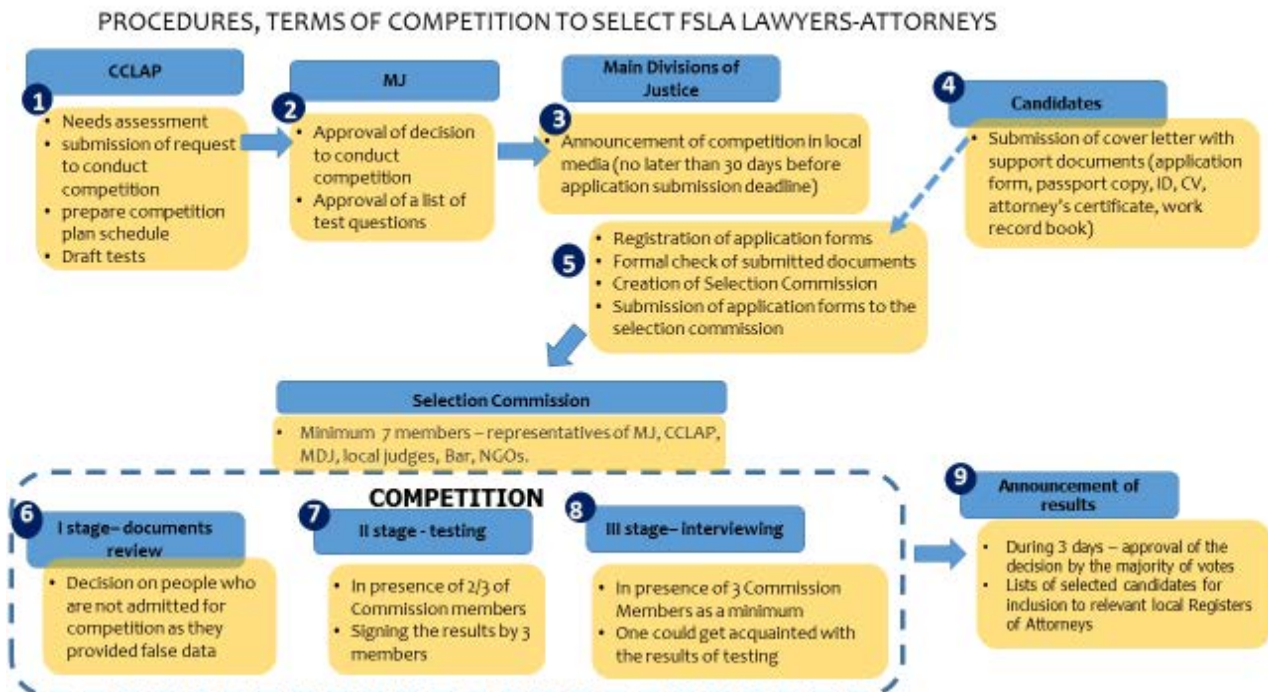 PROCEDURES, TERMS OF COMPETITION TO SELECT FSLA LAWYERS-ATTORNEYS
CCLAP
1
• Needs assessment
• submission of request
to conduct
competition
• prepare competition
plan schedule
• Draft tests
MJ
2
• Approval of decision
to conduct
competition
• Approval of a list of
test questions
Main Divisions of
Justice
3
• Announcement of competition in local
media (no later than 30 days before
application submission deadline)
4
Candidates
• Submission of cover letter with
support documents (application
form, passport copy, ID, CV,
attorney's certificate, work
record book)
5
• Registration of application forms
• Formal check of submitted documents
• Creation of Selection Commission
• Submission of application forms to the
selection commission
Selection Commission
• Minimum 7 members – representatives of MJ, CCLAP,
MDJ, local judges, Bar, NGOs.
COMPETITION
6
I stage– documents
review
• Decision on people who
are not admitted for
competition as they
provided false data
7
II stage - testing
• In presence of 2/3 of
Commission members
• Signing the results by 3
members
8
III stage– interviewing
• In presence of 3 Commission
Members as a minimum
• One could get acquainted with
the results of testing
9
Announcement of
results
• During 3 days – approval of the
decision by the majority of votes
• Lists of selected candidates for
inclusion to relevant local Registers
of Attorneys